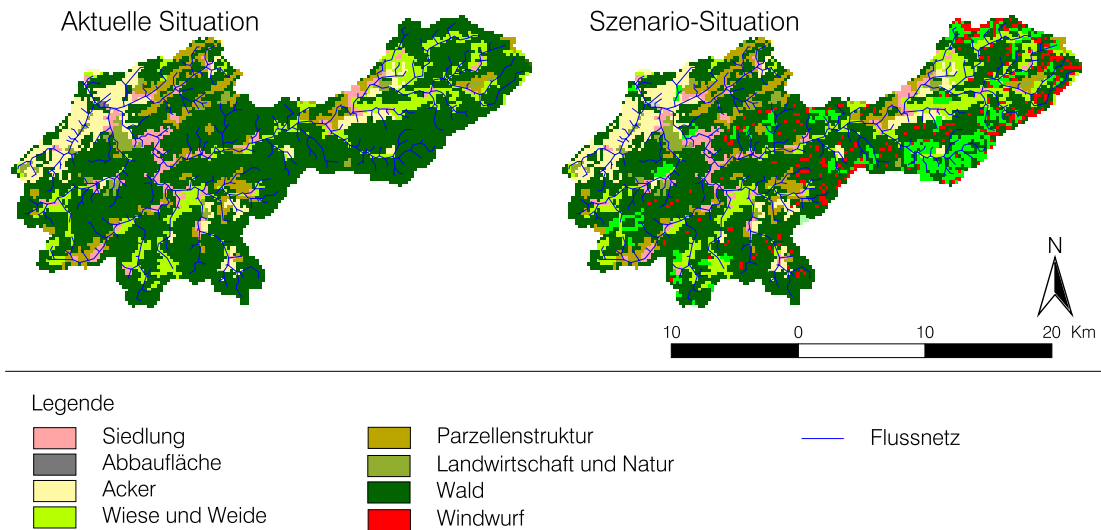 Aktuelle Situation
Szenario-Situation
N
10 0 10 20 Km
Legende
Siedlung
Abbaufläche
Acker
Wiese und Weide
Parzellenstruktur
Landwirtschaft und Natur
Wald
Windwurf
Flussnetz